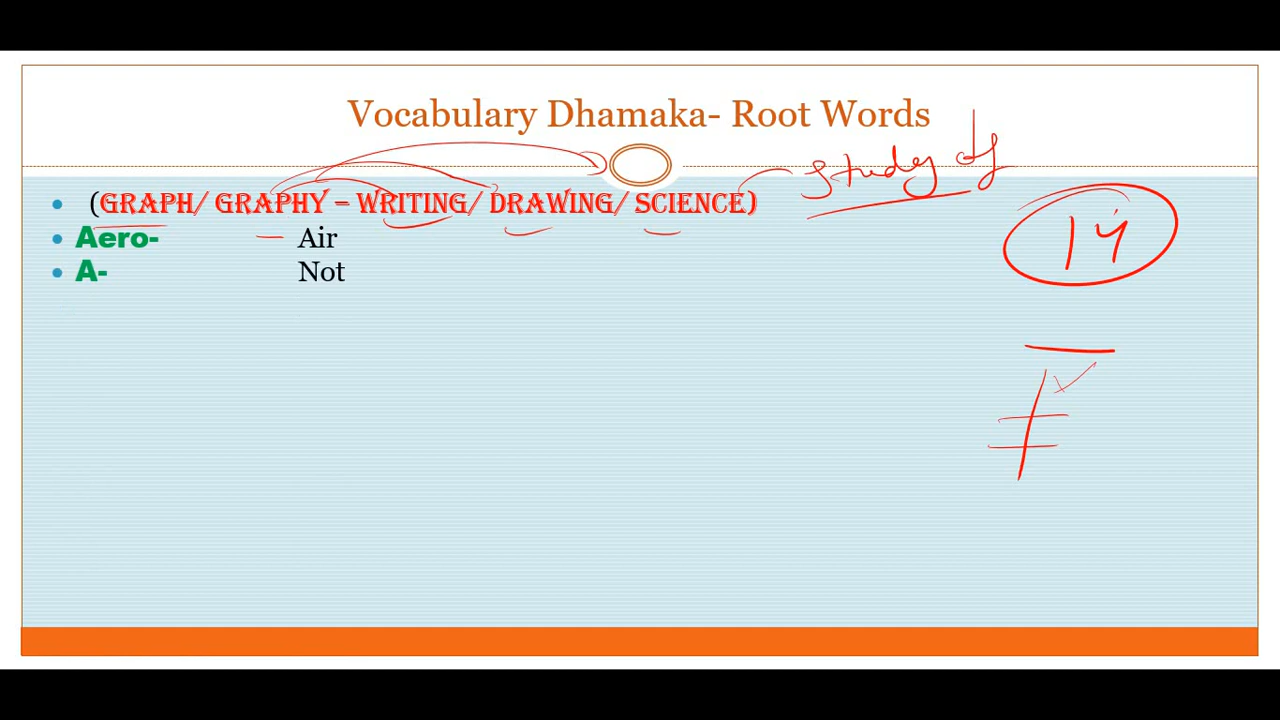 Vocabulary Dhamaka- Root Words
study of
(GRAPH/ GRAPHY – WRITING/ DRAWING/ SCIENCE)
Aero- Air
14
A- Not